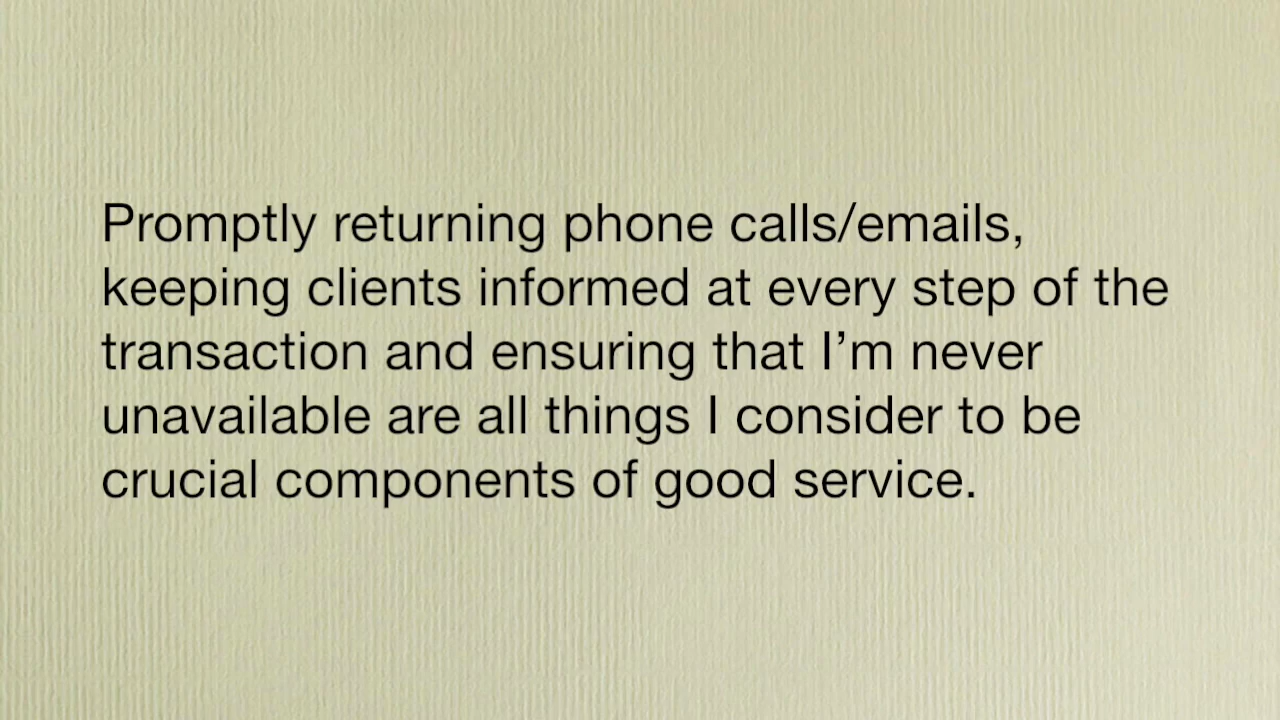 Promptly returning phone calls/emails,
keeping clients informed at every step of the
transaction and ensuring that I’m never
unavailable are all things I consider to be
crucial components of good service.